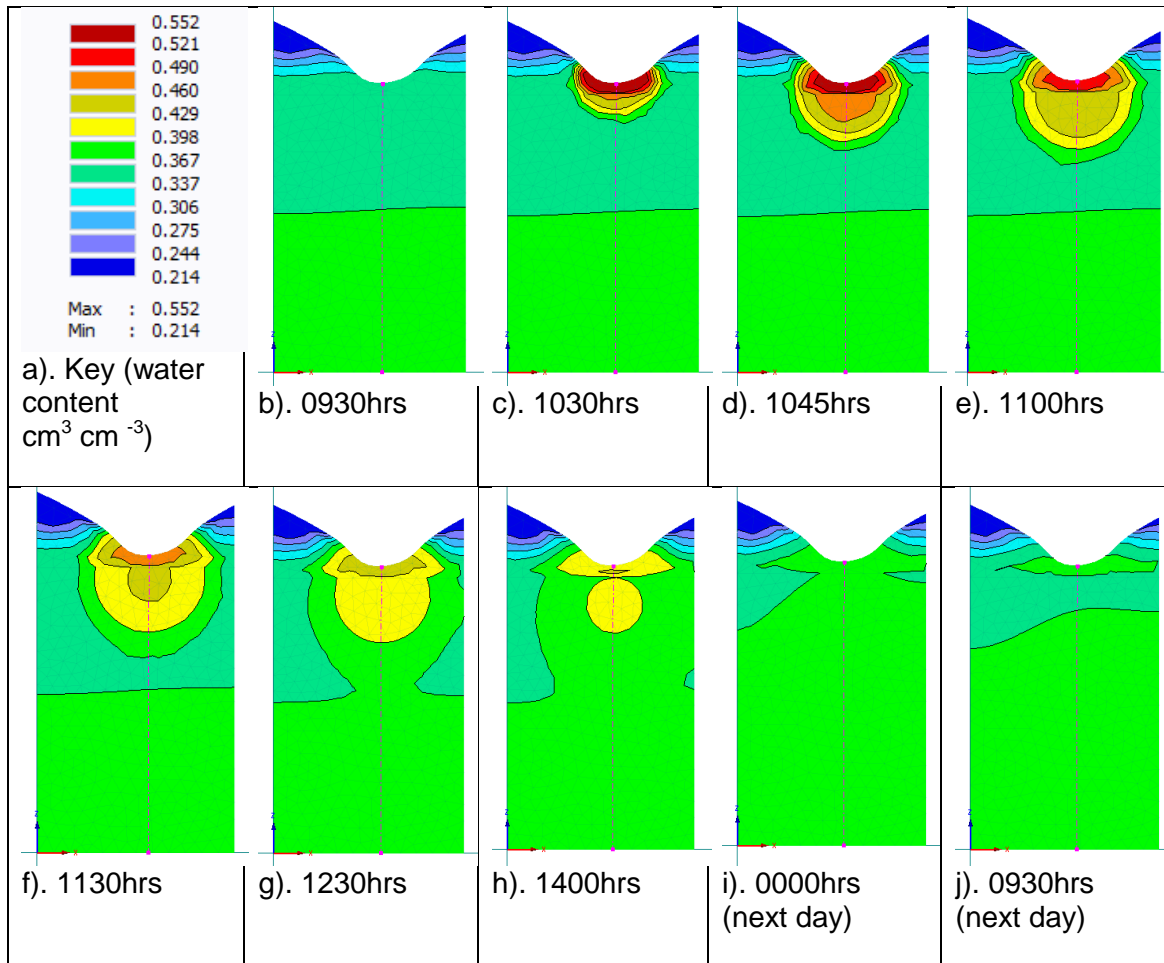 0.552
0.521
0.490
0.460
0.429
0.398
0.367
0.337
0.306
0.275
0.244
0.214
Max : 0.552
Min : 0.214
a). Key (water
content
cm³ cm ⁻³)
z
x
b). 0930hrs
z
x
c). 1030hrs
z
x
d). 1045hrs
z
x
e). 1100hrs
z
x
f). 1130hrs
z
x
g). 1230hrs
z
x
h). 1400hrs
z
x
i). 0000hrs
(next day)
z
x
j). 0930hrs
(next day)